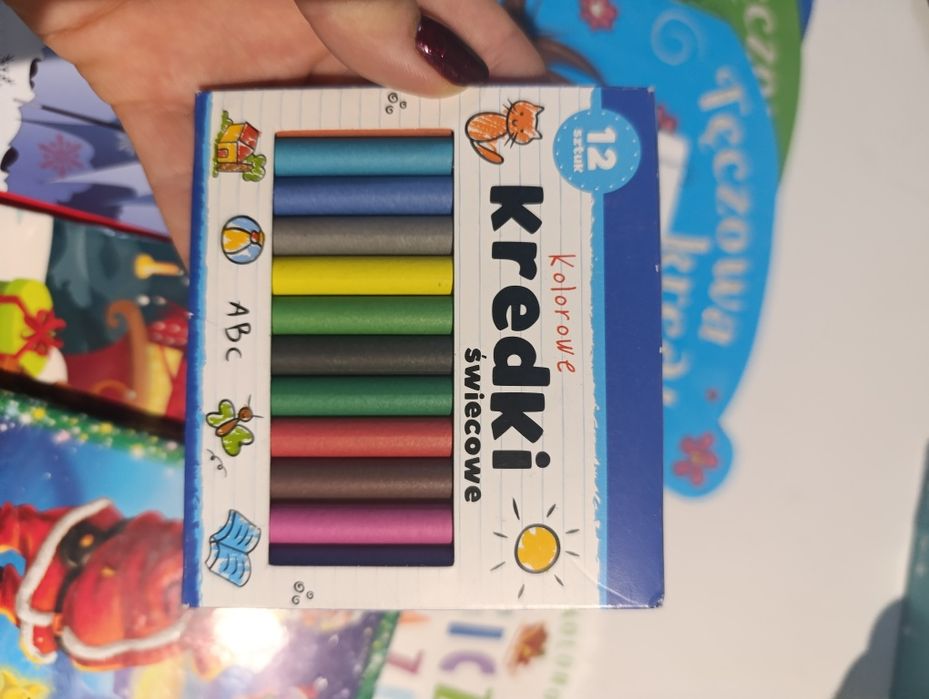 12
sztuk
Kolorowe
kredki
świecowe
ABC
Tęczowa